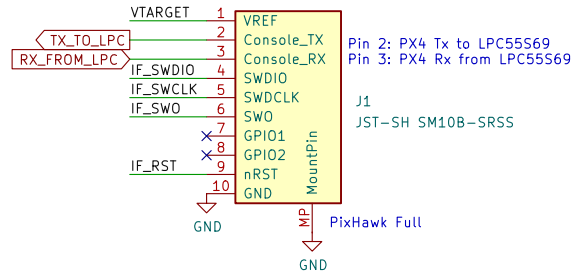 VTARGET 1 VREF
TX_TO_LPC 2 Console_TX Pin 2: PX4 Tx to LPC55S69
RX_FROM_LPC 3 Console_RX Pin 3: PX4 Rx from LPC55S69
IF_SWDIO 4 SWDIO
IF_SWCLK 5 SWDCLK J1
IF_SWO 6 SWO JST-SH SM10B-SRSS
7 GPIO1
8 GPIO2
IF_RST 9 nRST
10 GND
MountPin
MP
GND
PixHawk Full
GND